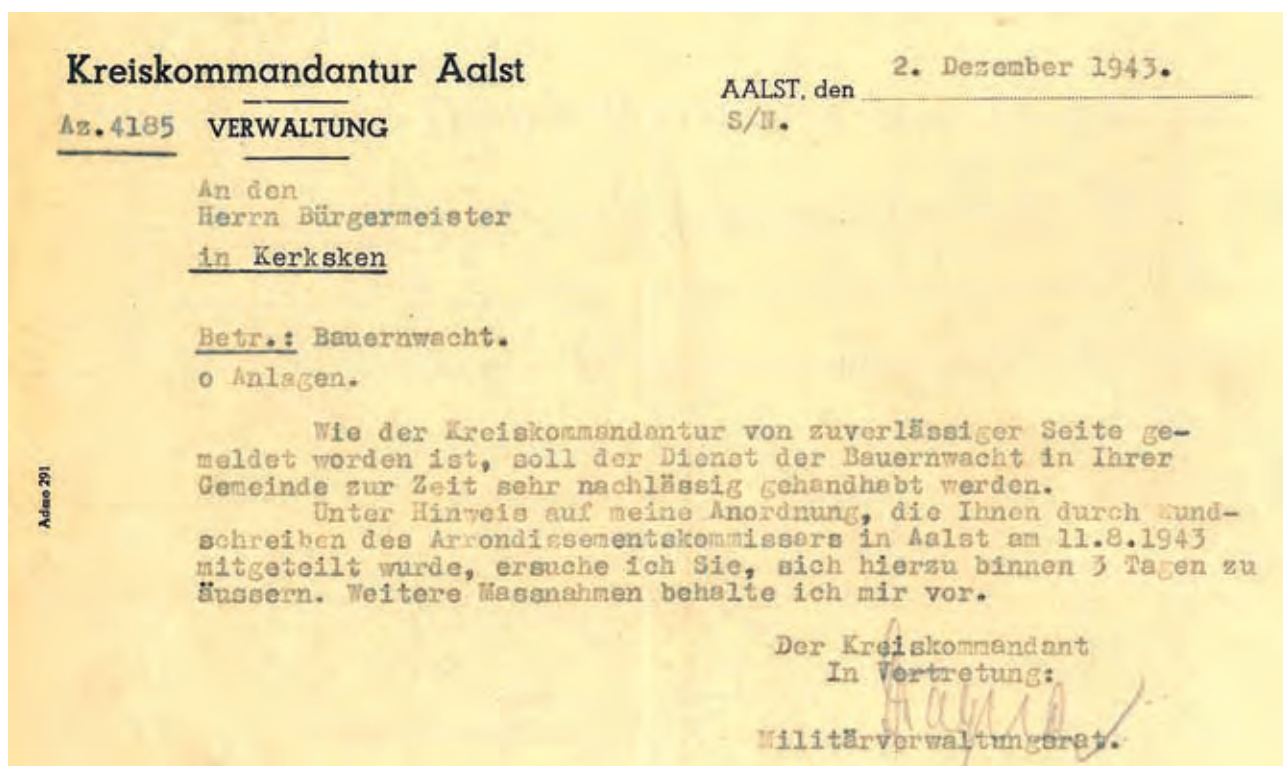 Kreiskommandantur Aalst
Az.4185 VERWALTUNG
AALST, den 2. Dezember 1943.
S/N.
An den
Herrn Bürgermeister
in Kerksken
Betr.: Bauernwacht.
o Anlagen.
Wie der Kreiskommandantur von zuverlässiger Seite ge-
meldet worden ist, soll der Dienst der Bauernwacht in Ihrer
Gemeinde zur Zeit sehr nachlässig gehandhabt werden.
Unter Hinweis auf meine Anordnung, die Ihnen durch Rund-
schreiben des Arrondissementskommissars in Aalst am 11.8.1943
mitgeteilt wurde, ersuche ich Sie, sich hierzu binnen 3 Tagen zu
äussern. Weitere Massnahmen behalte ich mir vor.
Der Kreiskommandant
In Vertretung:
Militärverwaltungsrat.
Admo 291